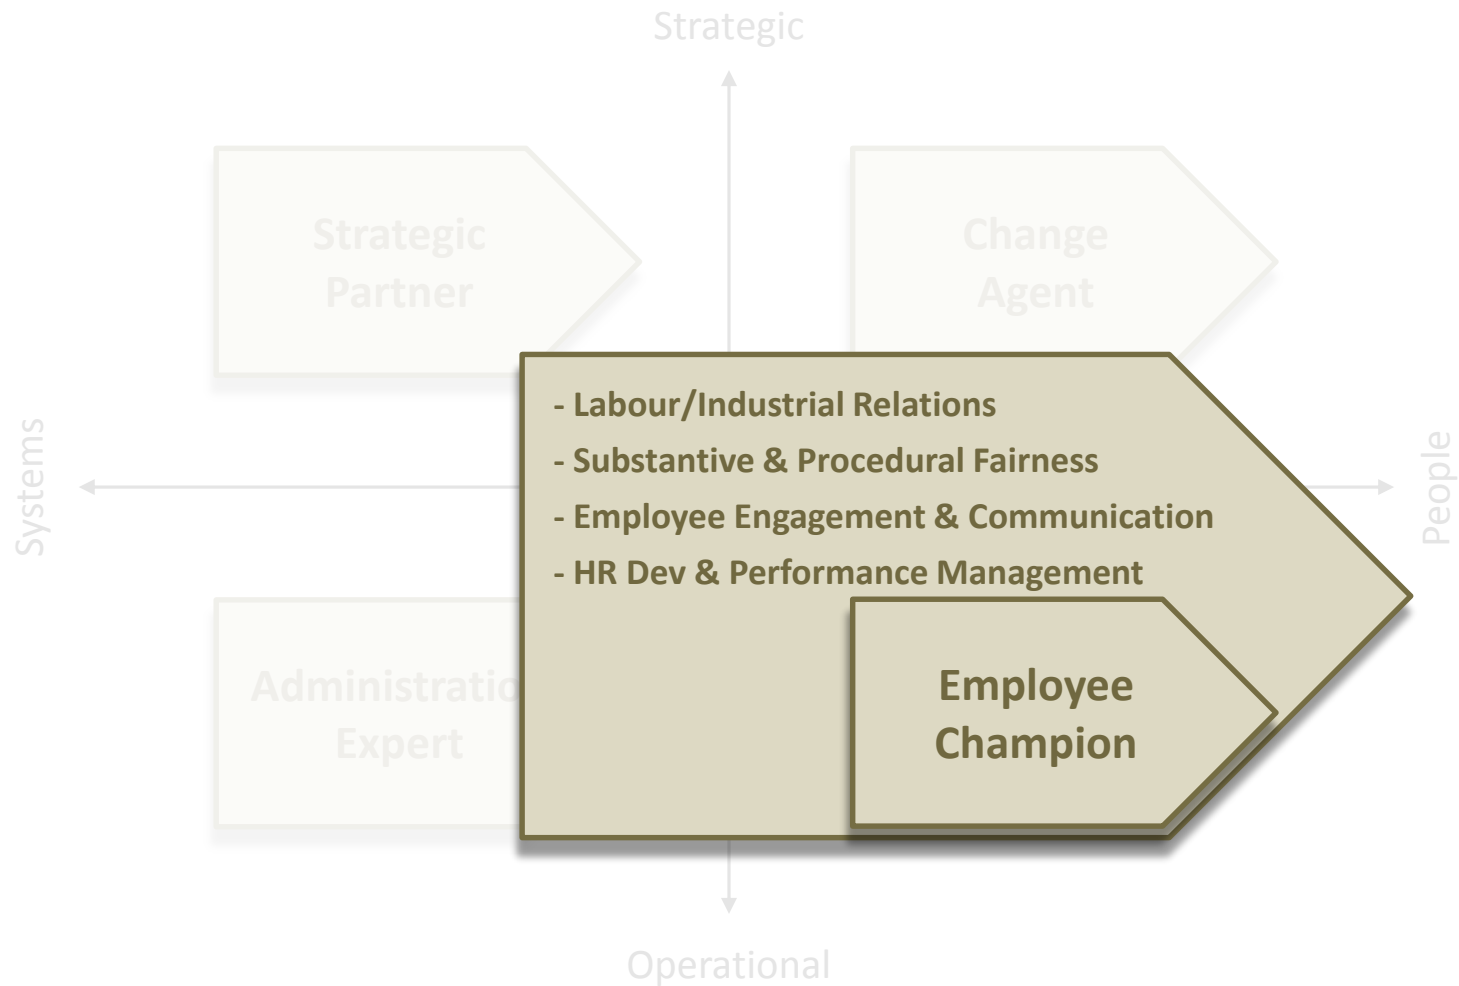 Strategic
Strategic
Partner
Change
Agent
- Labour/Industrial Relations
- Substantive & Procedural Fairness
- Employee Engagement & Communication
- HR Dev & Performance Management
Systems
People
Administratio
Expert
Employee
Champion
Operational